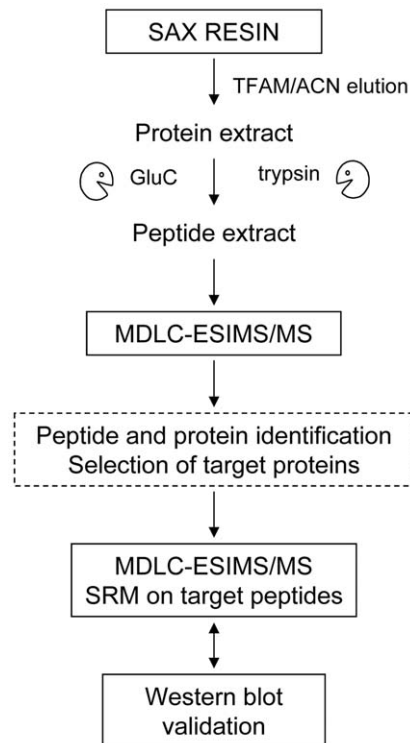 SAX RESIN
TFAM/ACN elution
Protein extract
GluC
trypsin
Peptide extract
MDLC-ESIMS/MS
Peptide and protein identification
Selection of target proteins
MDLC-ESIMS/MS
SRM on target peptides
Western blot
validation